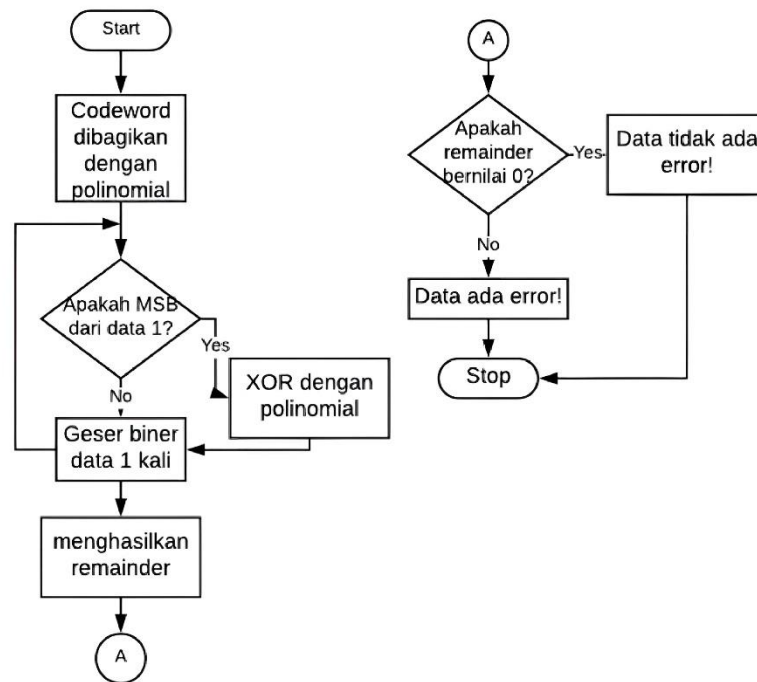 Start
Codeword
dibagikan
dengan
polinomial
Apakah MSB
dari data 1?
Yes
No
XOR dengan
polinomial
Geser biner
data 1 kali
menghasilkan
remainder
A
A
Apakah
remainder
bernilai 0?
Yes
Data tidak ada
error!
No
Data ada error!
Stop